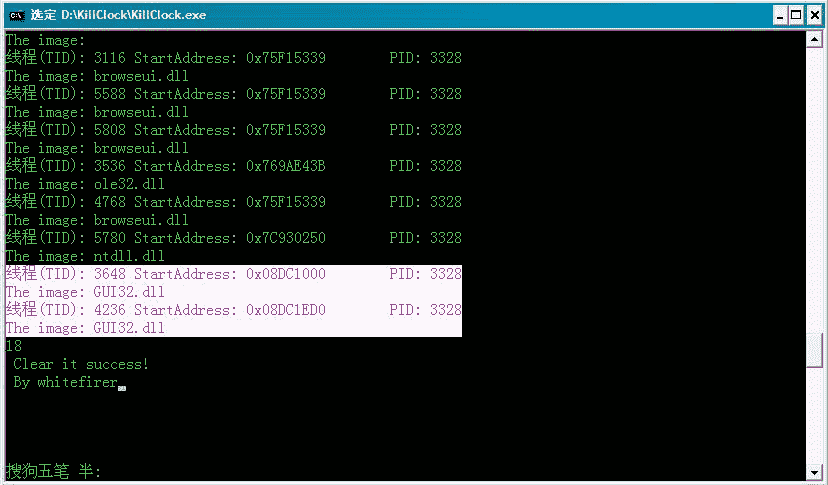 选定 D:\KillClock\KillClock.exe
The image:
线程(TID): 3116 StartAddress: 0x75F15339 PID: 3328
The image: browseui.dll
线程(TID): 5588 StartAddress: 0x75F15339 PID: 3328
The image: browseui.dll
线程(TID): 5808 StartAddress: 0x75F15339 PID: 3328
The image: browseui.dll
线程(TID): 3536 StartAddress: 0x769AE43B PID: 3328
The image: ole32.dll
线程(TID): 4768 StartAddress: 0x75F15339 PID: 3328
The image: browseui.dll
线程(TID): 5780 StartAddress: 0x7C930250 PID: 3328
The image: ntdll.dll
线程(TID): 3648 StartAddress: 0x08DC1000 PID: 3328
The image: GUI32.dll
线程(TID): 4236 StartAddress: 0x08DC1ED0 PID: 3328
The image: GUI32.dll
18
Clear it success!
By whitefirer
搜狗五笔 半: